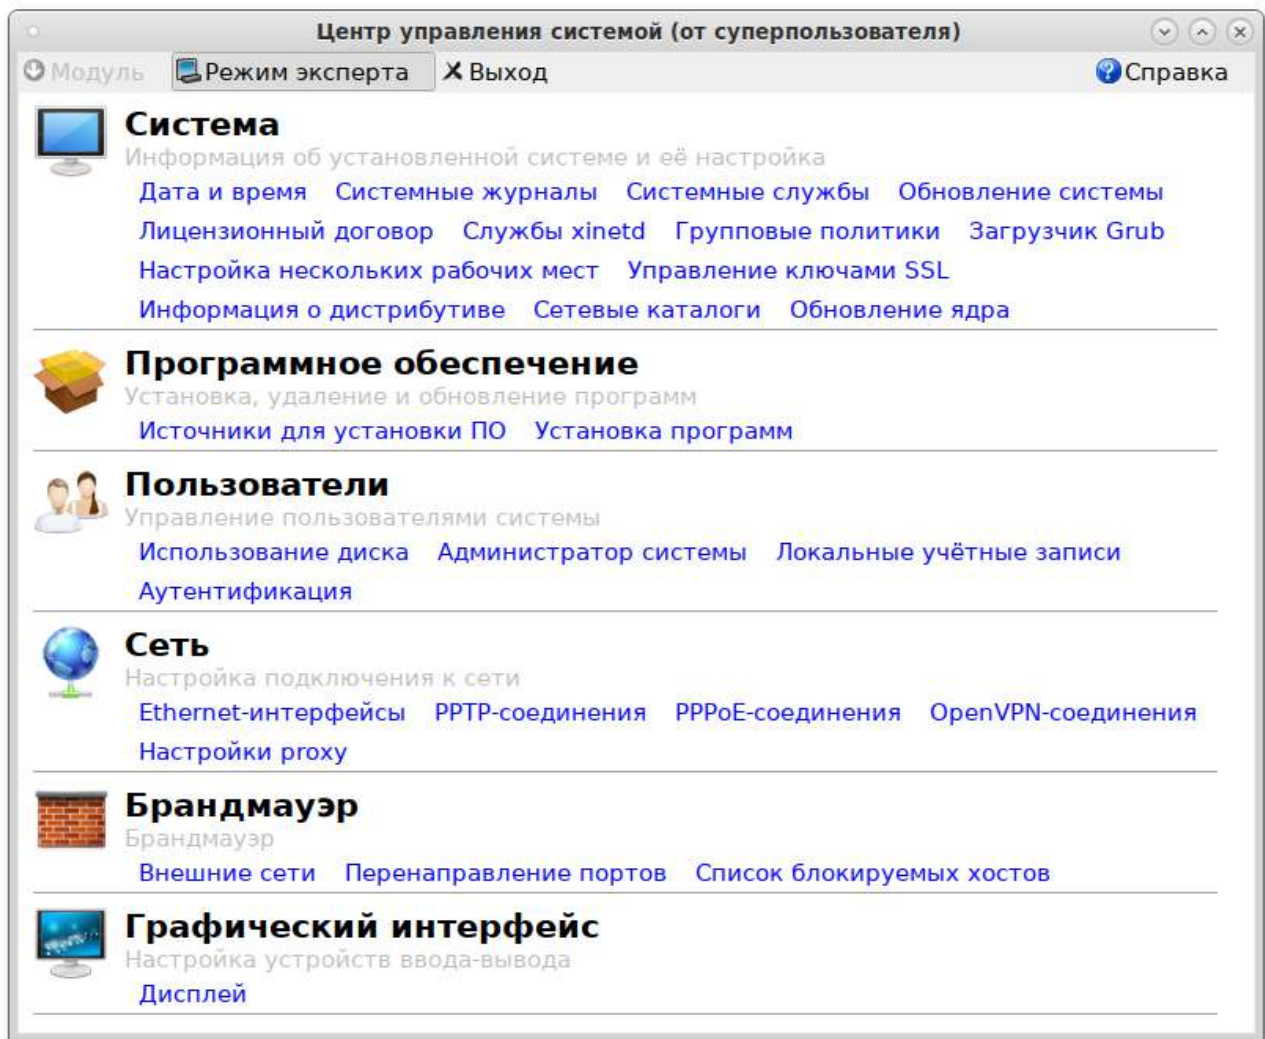 Центр управления системой (от суперпользователя)
Модуль Режим эксперта Выход Справка
Система
Информация об установленной системе и её настройка
Дата и время Системные журналы Системные службы Обновление системы
Лицензионный договор Службы xinetd Групповые политики Загрузчик Grub
Настройка нескольких рабочих мест Управление ключами SSL
Информация о дистрибутиве Сетевые каталоги Обновление ядра
Программное обеспечение
Установка, удаление и обновление программ
Источники для установки ПО Установка программ
Пользователи
Управление пользователями системы
Использование диска Администратор системы Локальные учётные записи
Аутентификация
Сеть
Настройка подключения к сети
Ethernet-интерфейсы PPTP-соединения PPPoE-соединения OpenVPN-соединения
Настройки proxy
Брандмауэр
Брандмауэр
Внешние сети Перенаправление портов Список блокируемых хостов
Графический интерфейс
Настройка устройств ввода-вывода
Дисплей